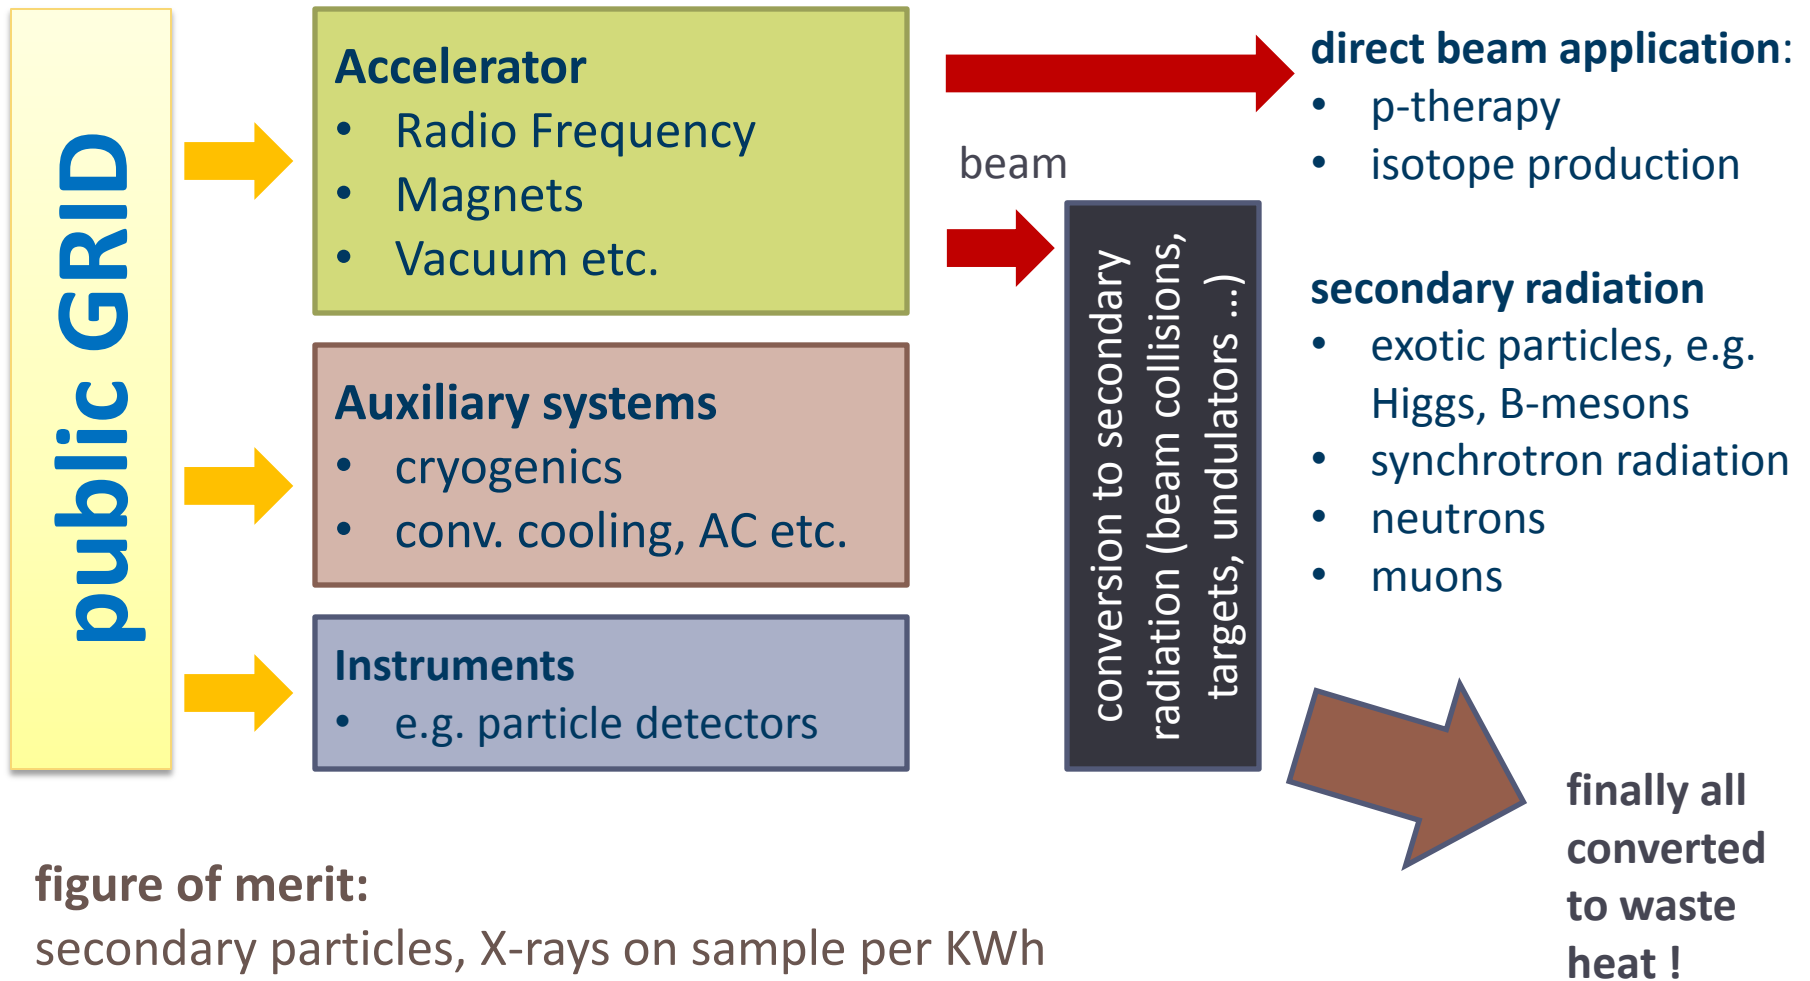 public GRID
Accelerator
• Radio Frequency
• Magnets
• Vacuum etc.
Auxiliary systems
• cryogenics
• conv. cooling, AC etc.
Instruments
• e.g. particle detectors
beam
conversion to secondary
radiation (beam collisions,
targets, undulators ...)
direct beam application:
• p-therapy
• isotope production
secondary radiation
• exotic particles, e.g.
Higgs, B-mesons
• synchrotron radiation
• neutrons
• muons
finally all
converted
to waste
heat !
figure of merit:
secondary particles, X-rays on sample per KWh